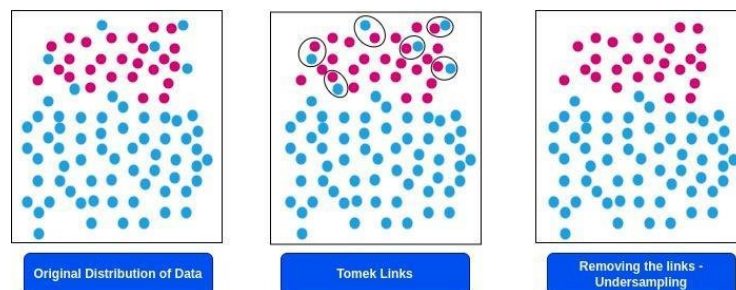 Original Distribution of Data
Tomek Links
Removing the links -
Undersampling